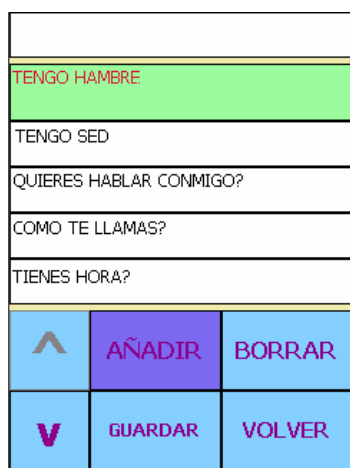 TENGO HAMBRE
TENGO SED
QUIERES HABLAR CONMIGO?
COMO TE LLAMAS?
TIENES HORA?
^ AÑADIR BORRAR
v GUARDAR VOLVER